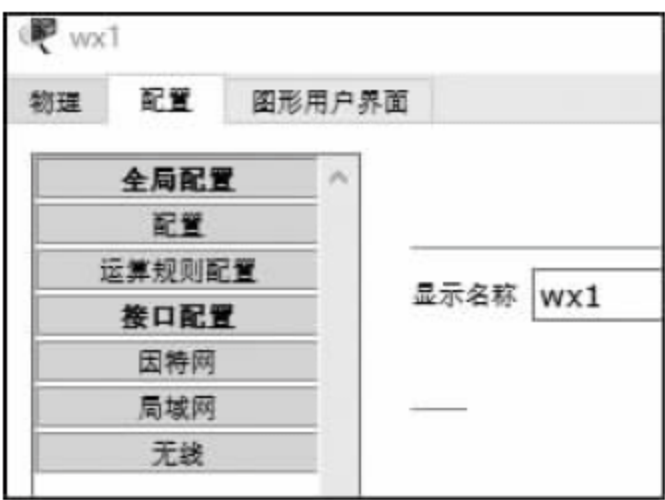 wx1
物理 配置 图形用户界面
全局配置
配置
运算规则配置
显示名称 wx1
接口配置
因特网
局域网
无线